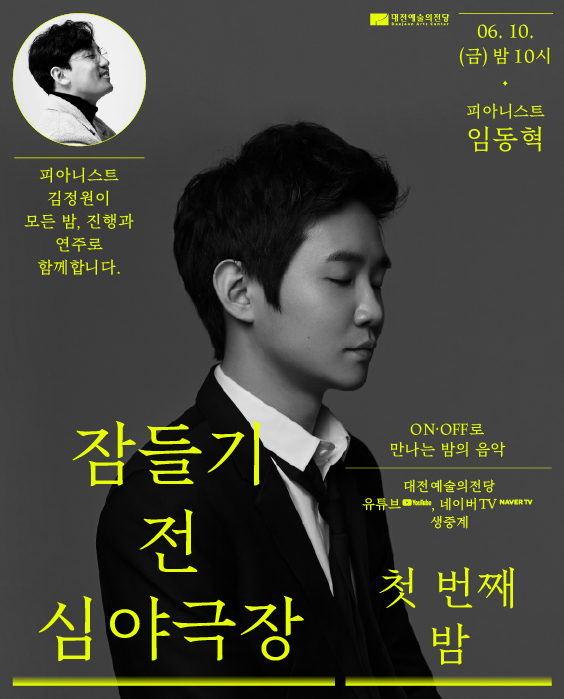 대전예술의전당
Daejeon Arts Center
06. 10.
(금) 밤 10시
피아니스트
임동혁
피아니스트
김정원이
모든 밤, 진행과
연주로
함께합니다.
잠들기
전
심야극장
ON·OFF로
만나는 밤의 음악
대전예술의전당
유튜브 YouTube, 네이버TV NAVER TV
생중계
첫 번째
밤